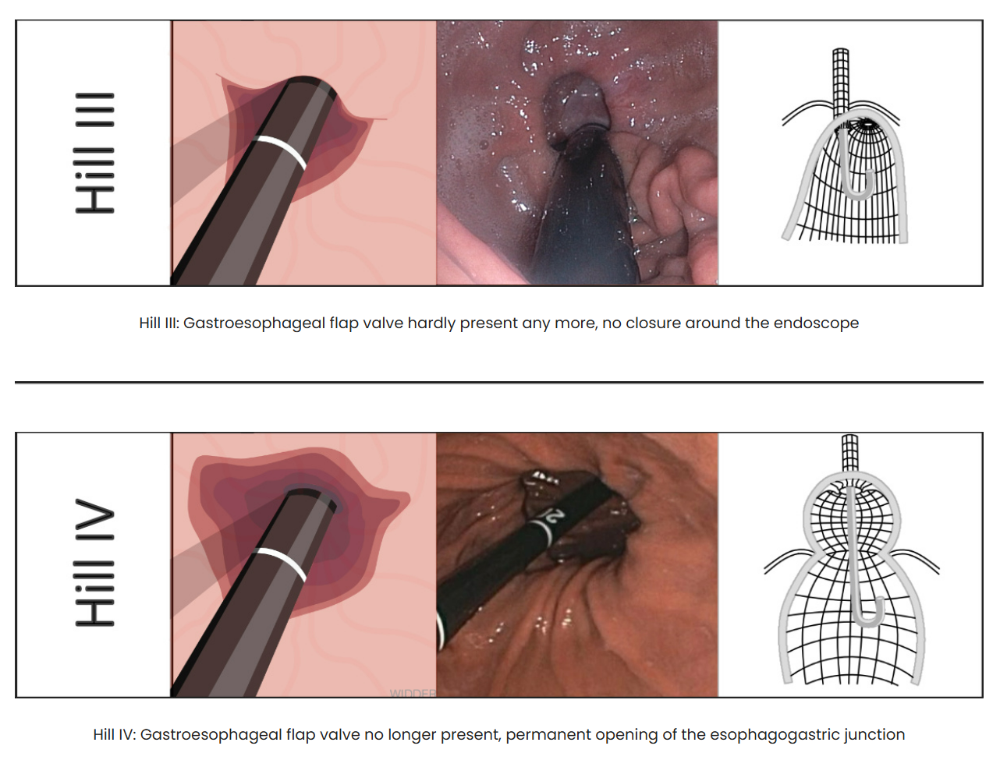 Hill III
Hill III: Gastroesophageal flap valve hardly present any more, no closure around the endoscope
Hill IV
WIDDER
Hill IV: Gastroesophageal flap valve no longer present, permanent opening of the esophagogastric junction